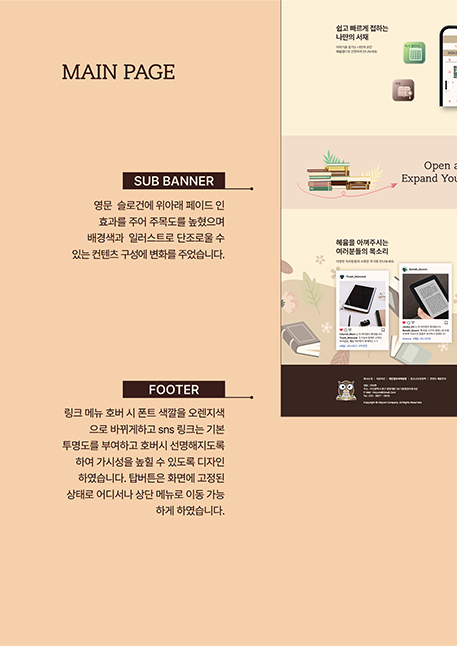 MAIN PAGE
SUB BANNER
영문 슬로건에 위아래 페이드 인
효과를 주어 주목도를 높혔으며
배경색과 일러스트로 단조로울 수
있는 컨텐츠 구성에 변화를 주었습니다.
FOOTER
링크 메뉴 호버 시 폰트 색깔을 오렌지색
으로 바뀌게하고 sns 링크는 기본
투명도를 부여하고 호버시 선명해지도록
하여 가시성을 높힐 수 있도록 디자인
하였습니다. 탑버튼은 화면에 고정된
상태로 어디서나 상단 메뉴로 이동 가능
하게 하였습니다.
쉽고 빠르게 접하는
나만의 서재
Open a
Expand You
혜윰을 아껴주시는
여러분들의 목소리